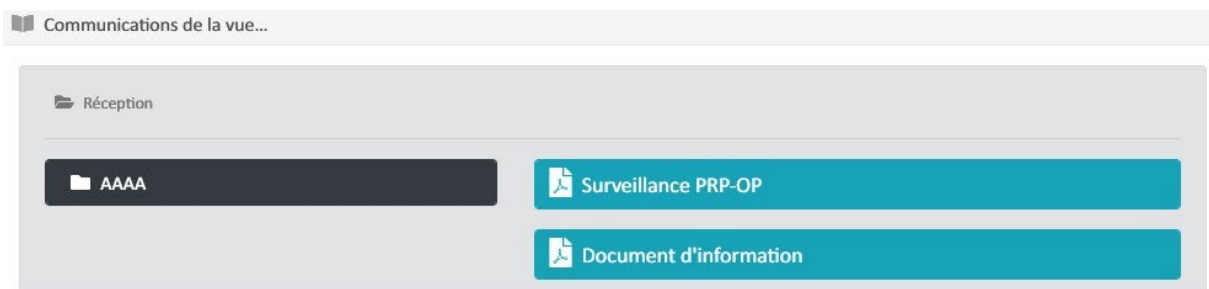 Communications de la vue...
Réception
AAAA
Surveillance PRP-OP
Document d'information